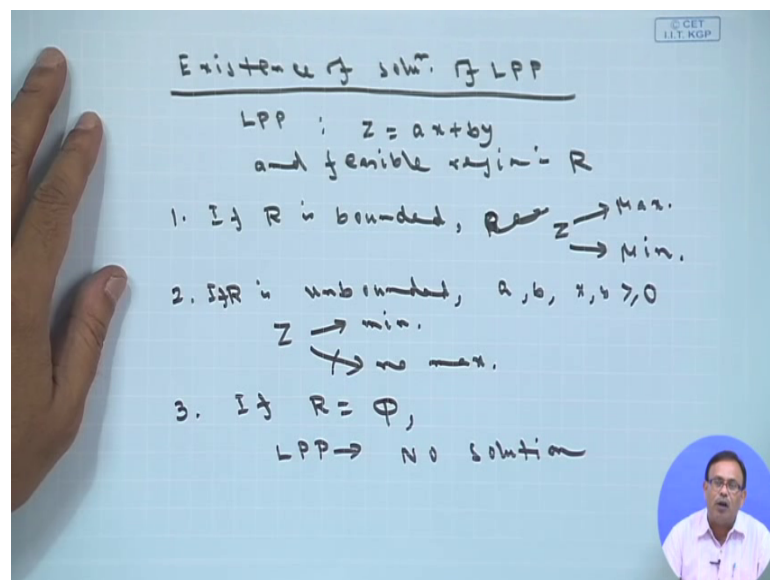 © CET
I.I.T. KGP
Existence of solnⁿ. of LPP
LPP : Z = ax+by
and feasible region - R
1. If R is bounded, Z → Max.
→ Min.
2. If R is unbounded, a, b, x, y ≥ 0
Z → min.
→ no max.
3. If R = Φ,
LPP → NO solution